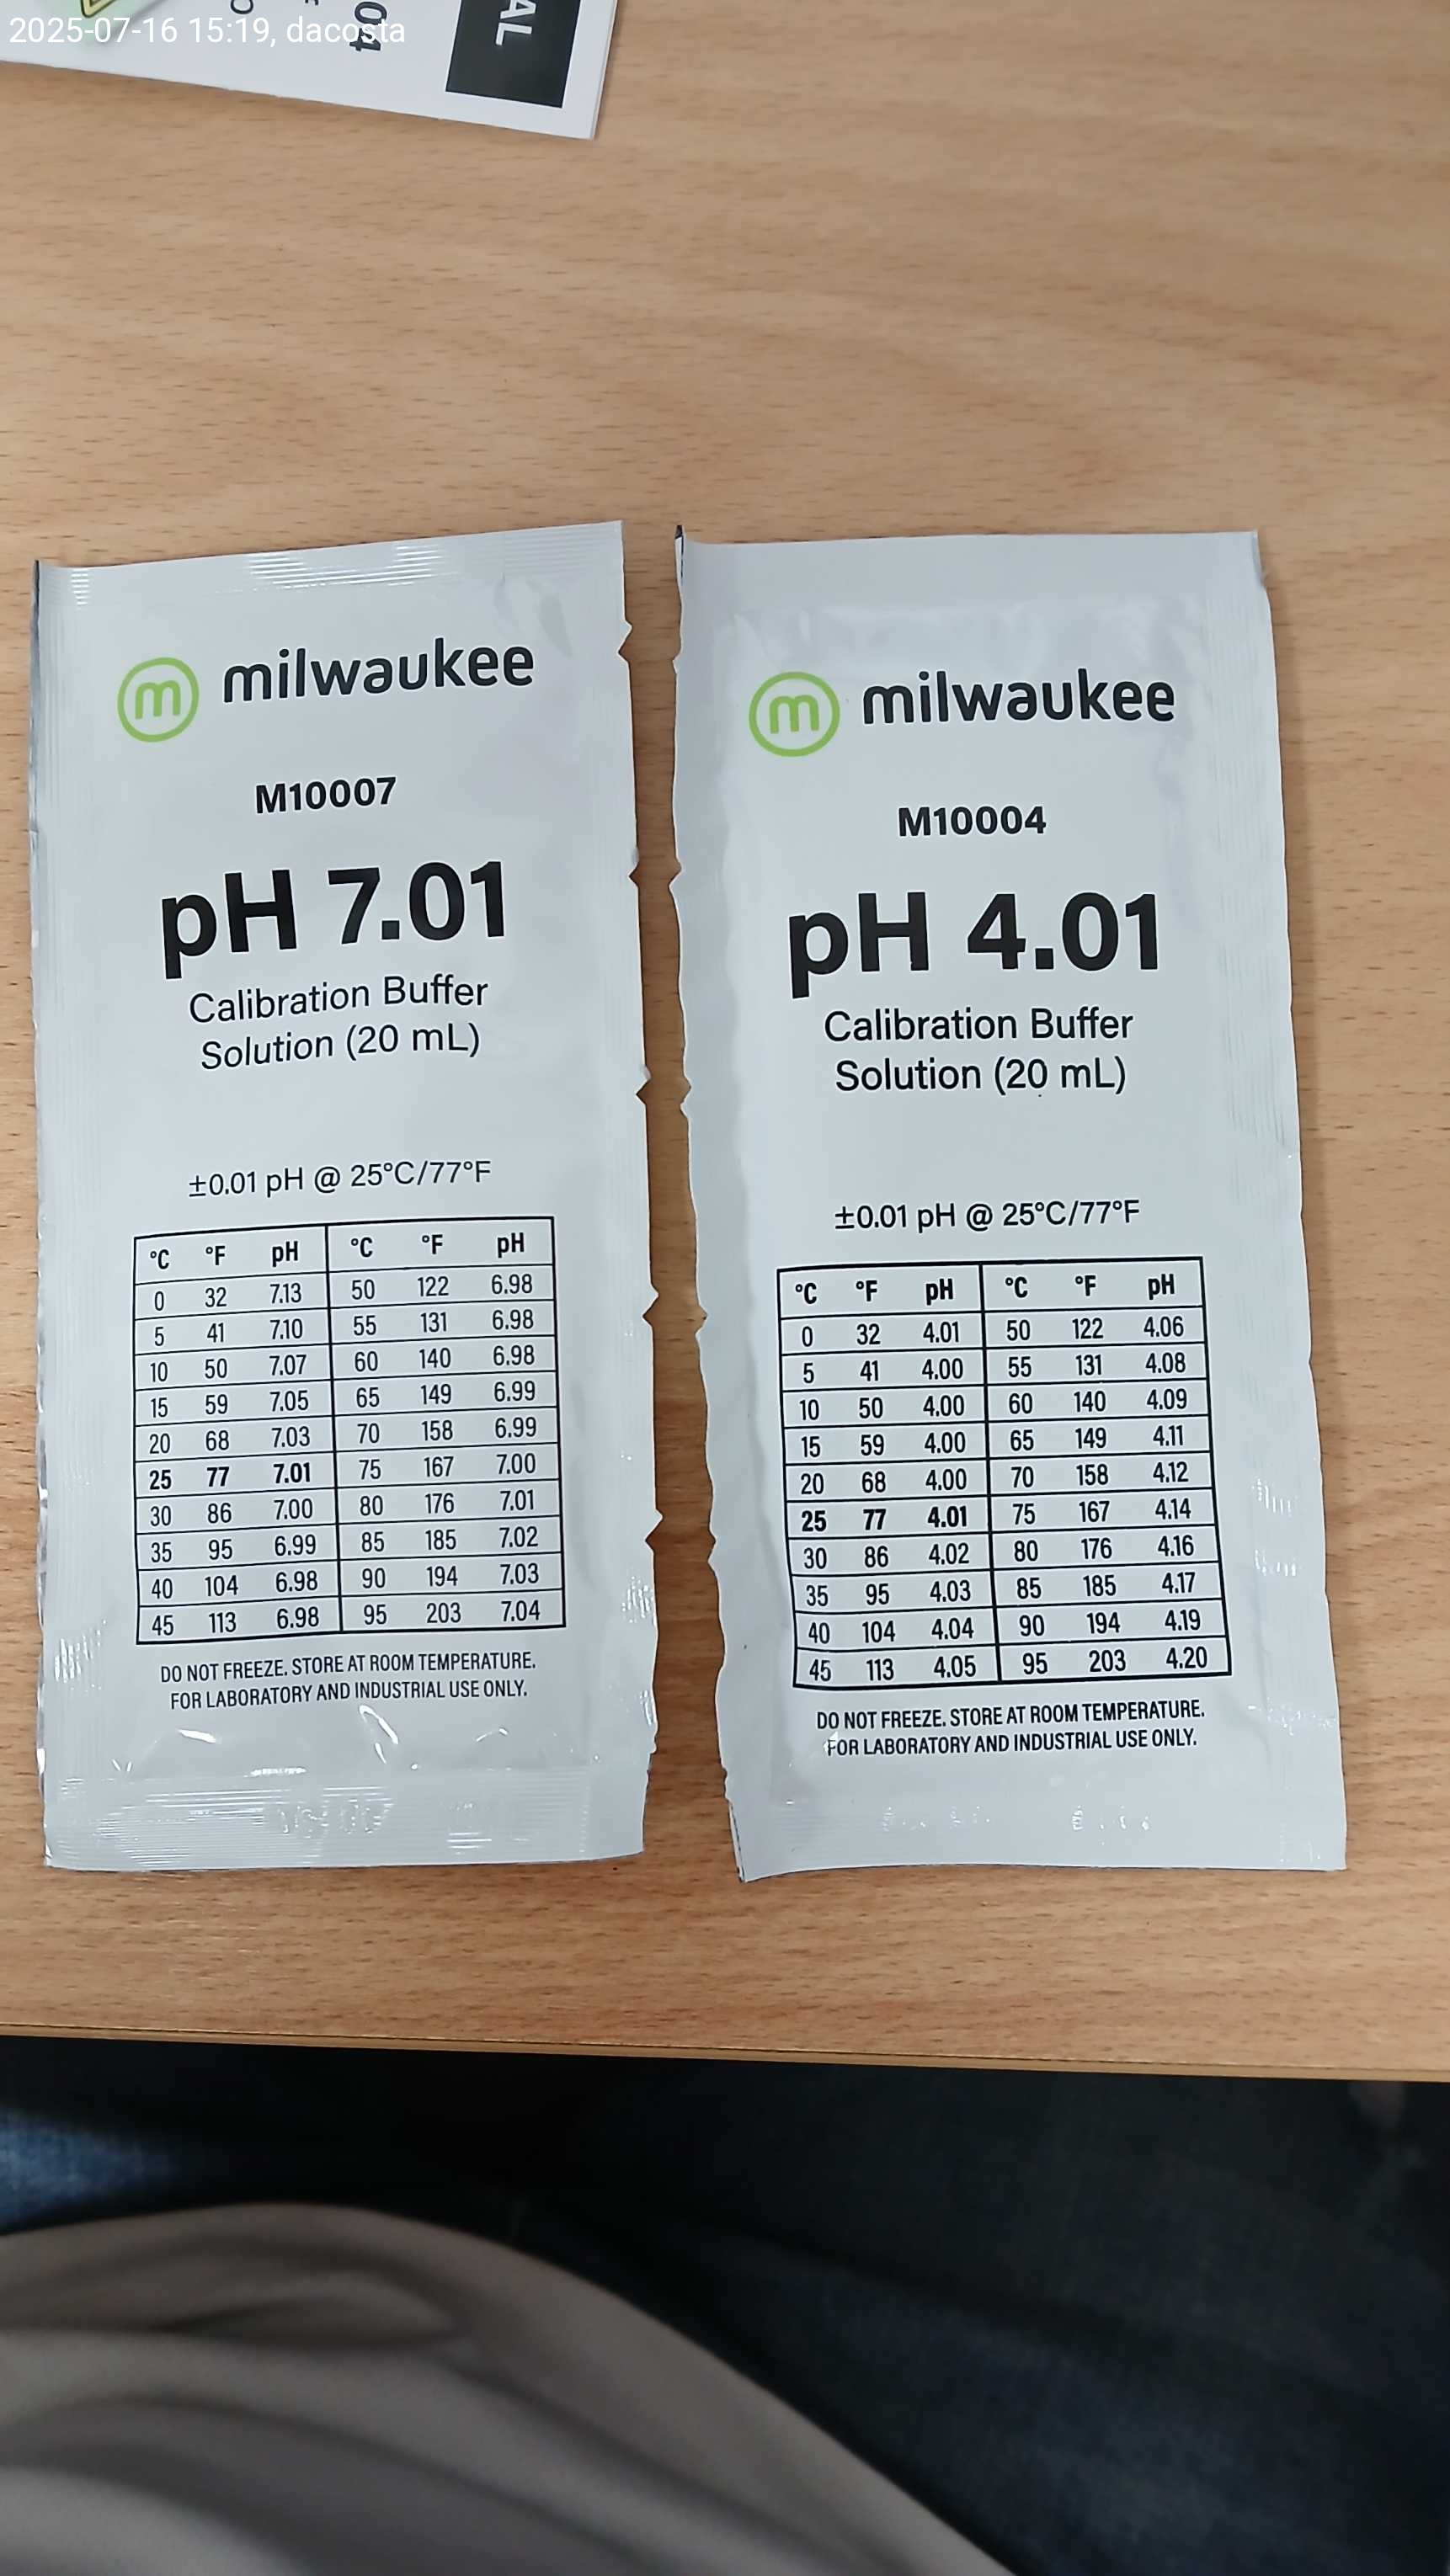 2025-07-16 15:19, dacosta
AL
milwaukee
M10007
pH 7.01
Calibration Buffer
Solution (20 mL)
±0.01 pH @ 25°C/77°F
°C °F pH °C °F pH
0 32 7.13 50 122 6.98
5 41 7.10 55 131 6.98
10 50 7.07 60 140 6.98
15 59 7.05 65 149 6.99
20 68 7.03 70 158 6.99
25 77 7.01 75 167 7.00
30 86 7.00 80 176 7.01
35 95 6.99 85 185 7.02
40 104 6.98 90 194 7.03
45 113 6.98 95 203 7.04
DO NOT FREEZE. STORE AT ROOM TEMPERATURE.
FOR LABORATORY AND INDUSTRIAL USE ONLY.
milwaukee
M10004
pH 4.01
Calibration Buffer
Solution (20 mL)
±0.01 pH @ 25°C/77°F
°C °F pH °C °F pH
0 32 4.01 50 122 4.06
5 41 4.00 55 131 4.08
10 50 4.00 60 140 4.09
15 59 4.00 65 149 4.11
20 68 4.00 70 158 4.12
25 77 4.01 75 167 4.14
30 86 4.02 80 176 4.16
35 95 4.03 85 185 4.17
40 104 4.04 90 194 4.19
45 113 4.05 95 203 4.20
DO NOT FREEZE. STORE AT ROOM TEMPERATURE.
FOR LABORATORY AND INDUSTRIAL USE ONLY.